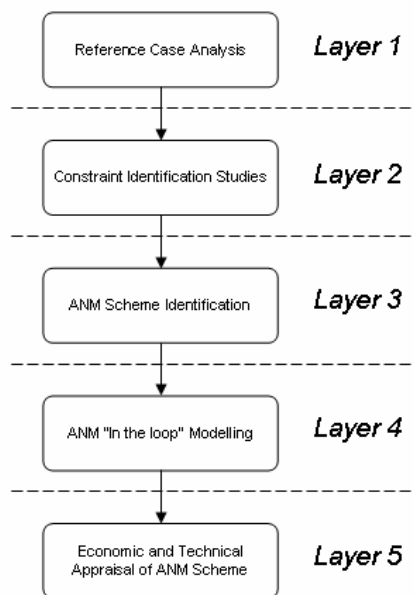 Reference Case Analysis
Layer 1
Constraint Identification Studies
Layer 2
ANM Scheme Identification
Layer 3
ANM "In the loop" Modelling
Layer 4
Economic and Technical
Appraisal of ANM Scheme
Layer 5